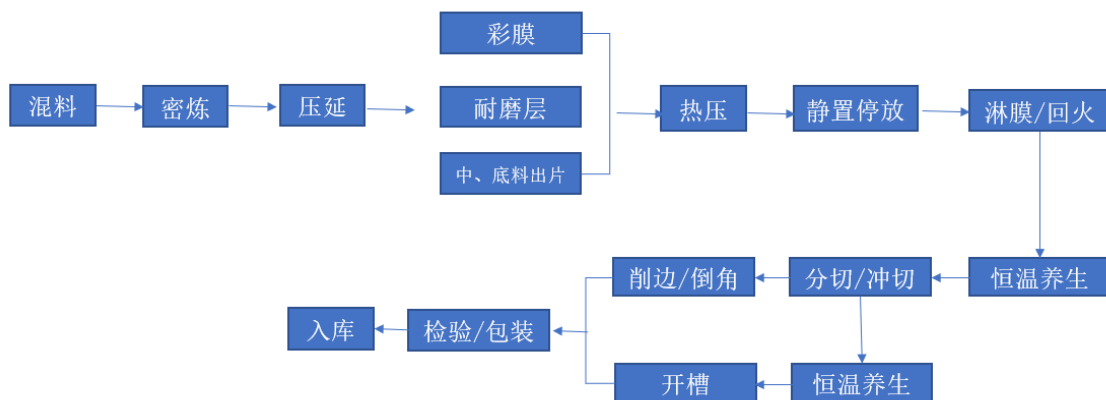 彩膜
混料
密炼
压延
耐磨层
热压
静置停放
淋膜/回火
中、底料出片
削边/倒角
分切/冲切
恒温养生
入库
检验/包装
开槽
恒温养生